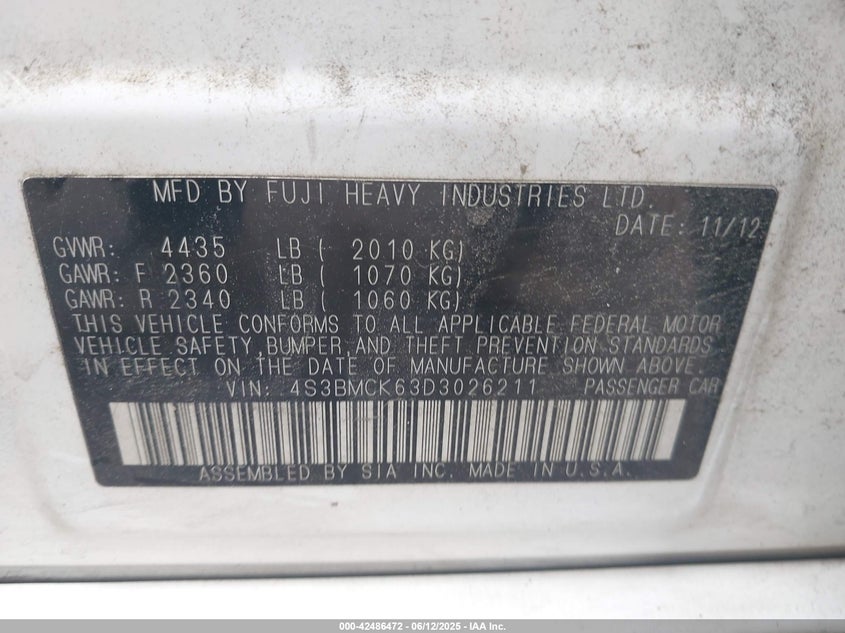 MFD BY FUJI HEAVY INDUSTRIES LTD.
DATE: 11/12
GVWR: 4435 LB ( 2010 KG)
GAWR: F 2360 LB ( 1070 KG)
GAWR: R 2340 LB ( 1060 KG)
THIS VEHICLE CONFORMS TO ALL APPLICABLE FEDERAL MOTOR
VEHICLE SAFETY,BUMPER,AND THEFT PREVENTION STANDARDS
IN EFFECT ON THE DATE OF MANUFACTURE SHOWN ABOVE.
VIN: 4S3BMCK63D3026211 PASSENGER CAR
ASSEMBLED BY SIA INC. MADE IN U.S.A.
000-42486472 - 06/12/2025 - IAA Inc.